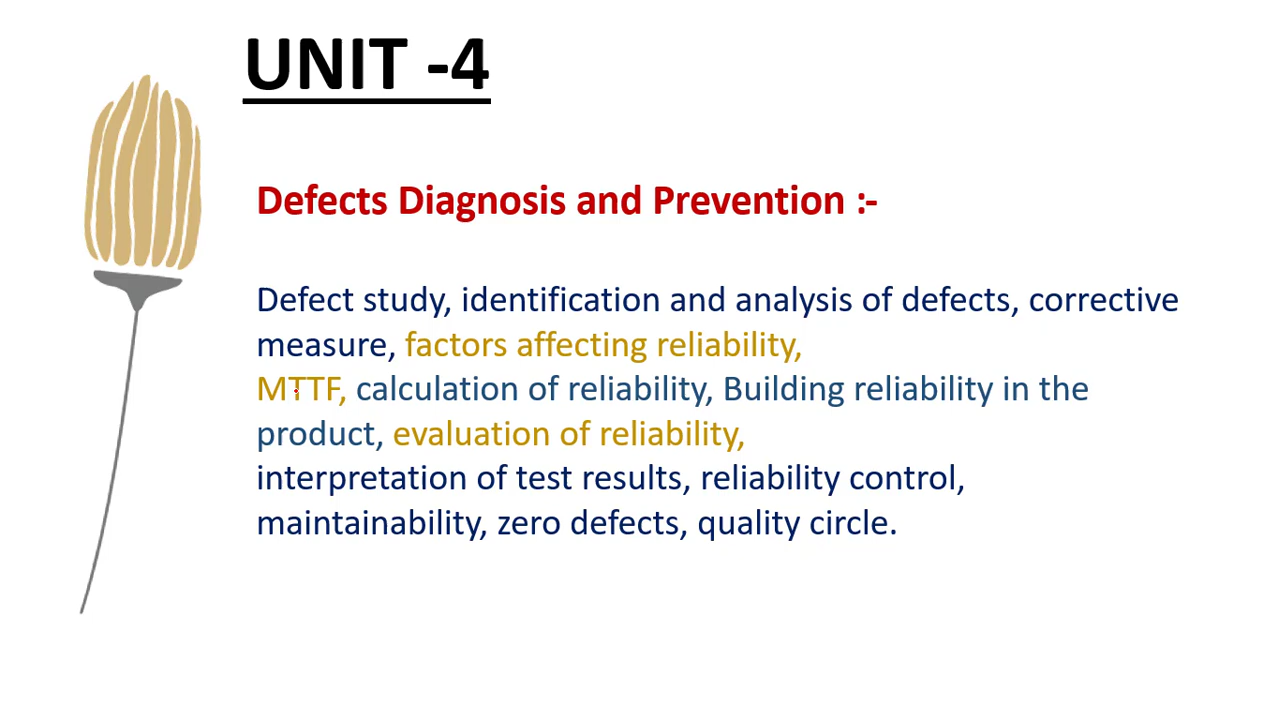 UNIT -4
Defects Diagnosis and Prevention :-
Defect study, identification and analysis of defects, corrective
measure, factors affecting reliability,
MTTF, calculation of reliability, Building reliability in the
product, evaluation of reliability,
interpretation of test results, reliability control,
maintainability, zero defects, quality circle.